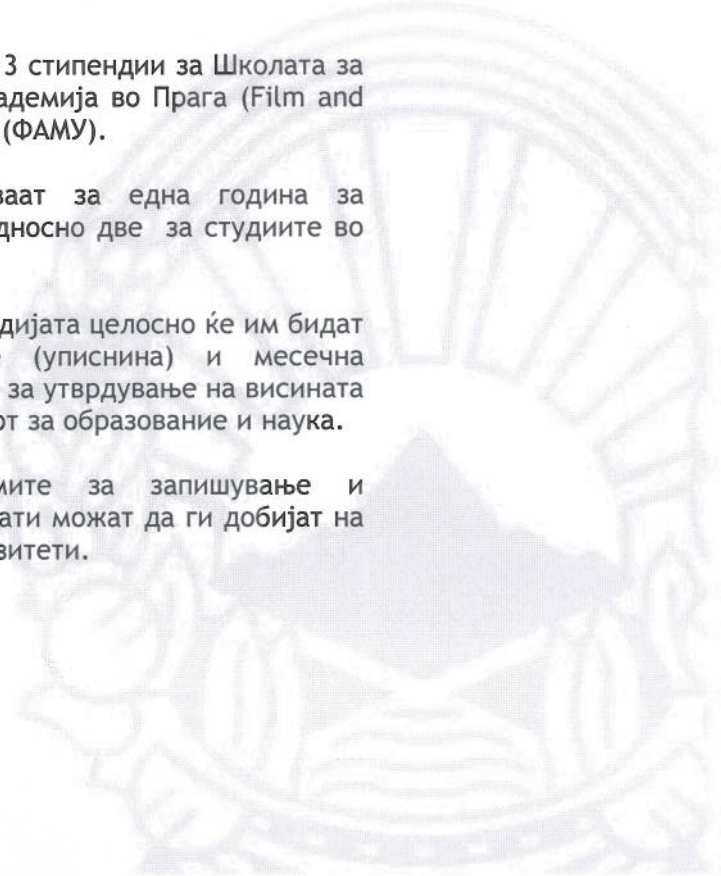 3 стипендии за Школата за
адемија во Прага (Film and
(ФАМУ).
ваат за една година за
дносно две за студиите во
дијата целосно ќе им бидат
(уписнина) и месечна
за утврдување на висината
от за образование и наука.
мите за запишување и
ати можат да ги добијат на
зитети.